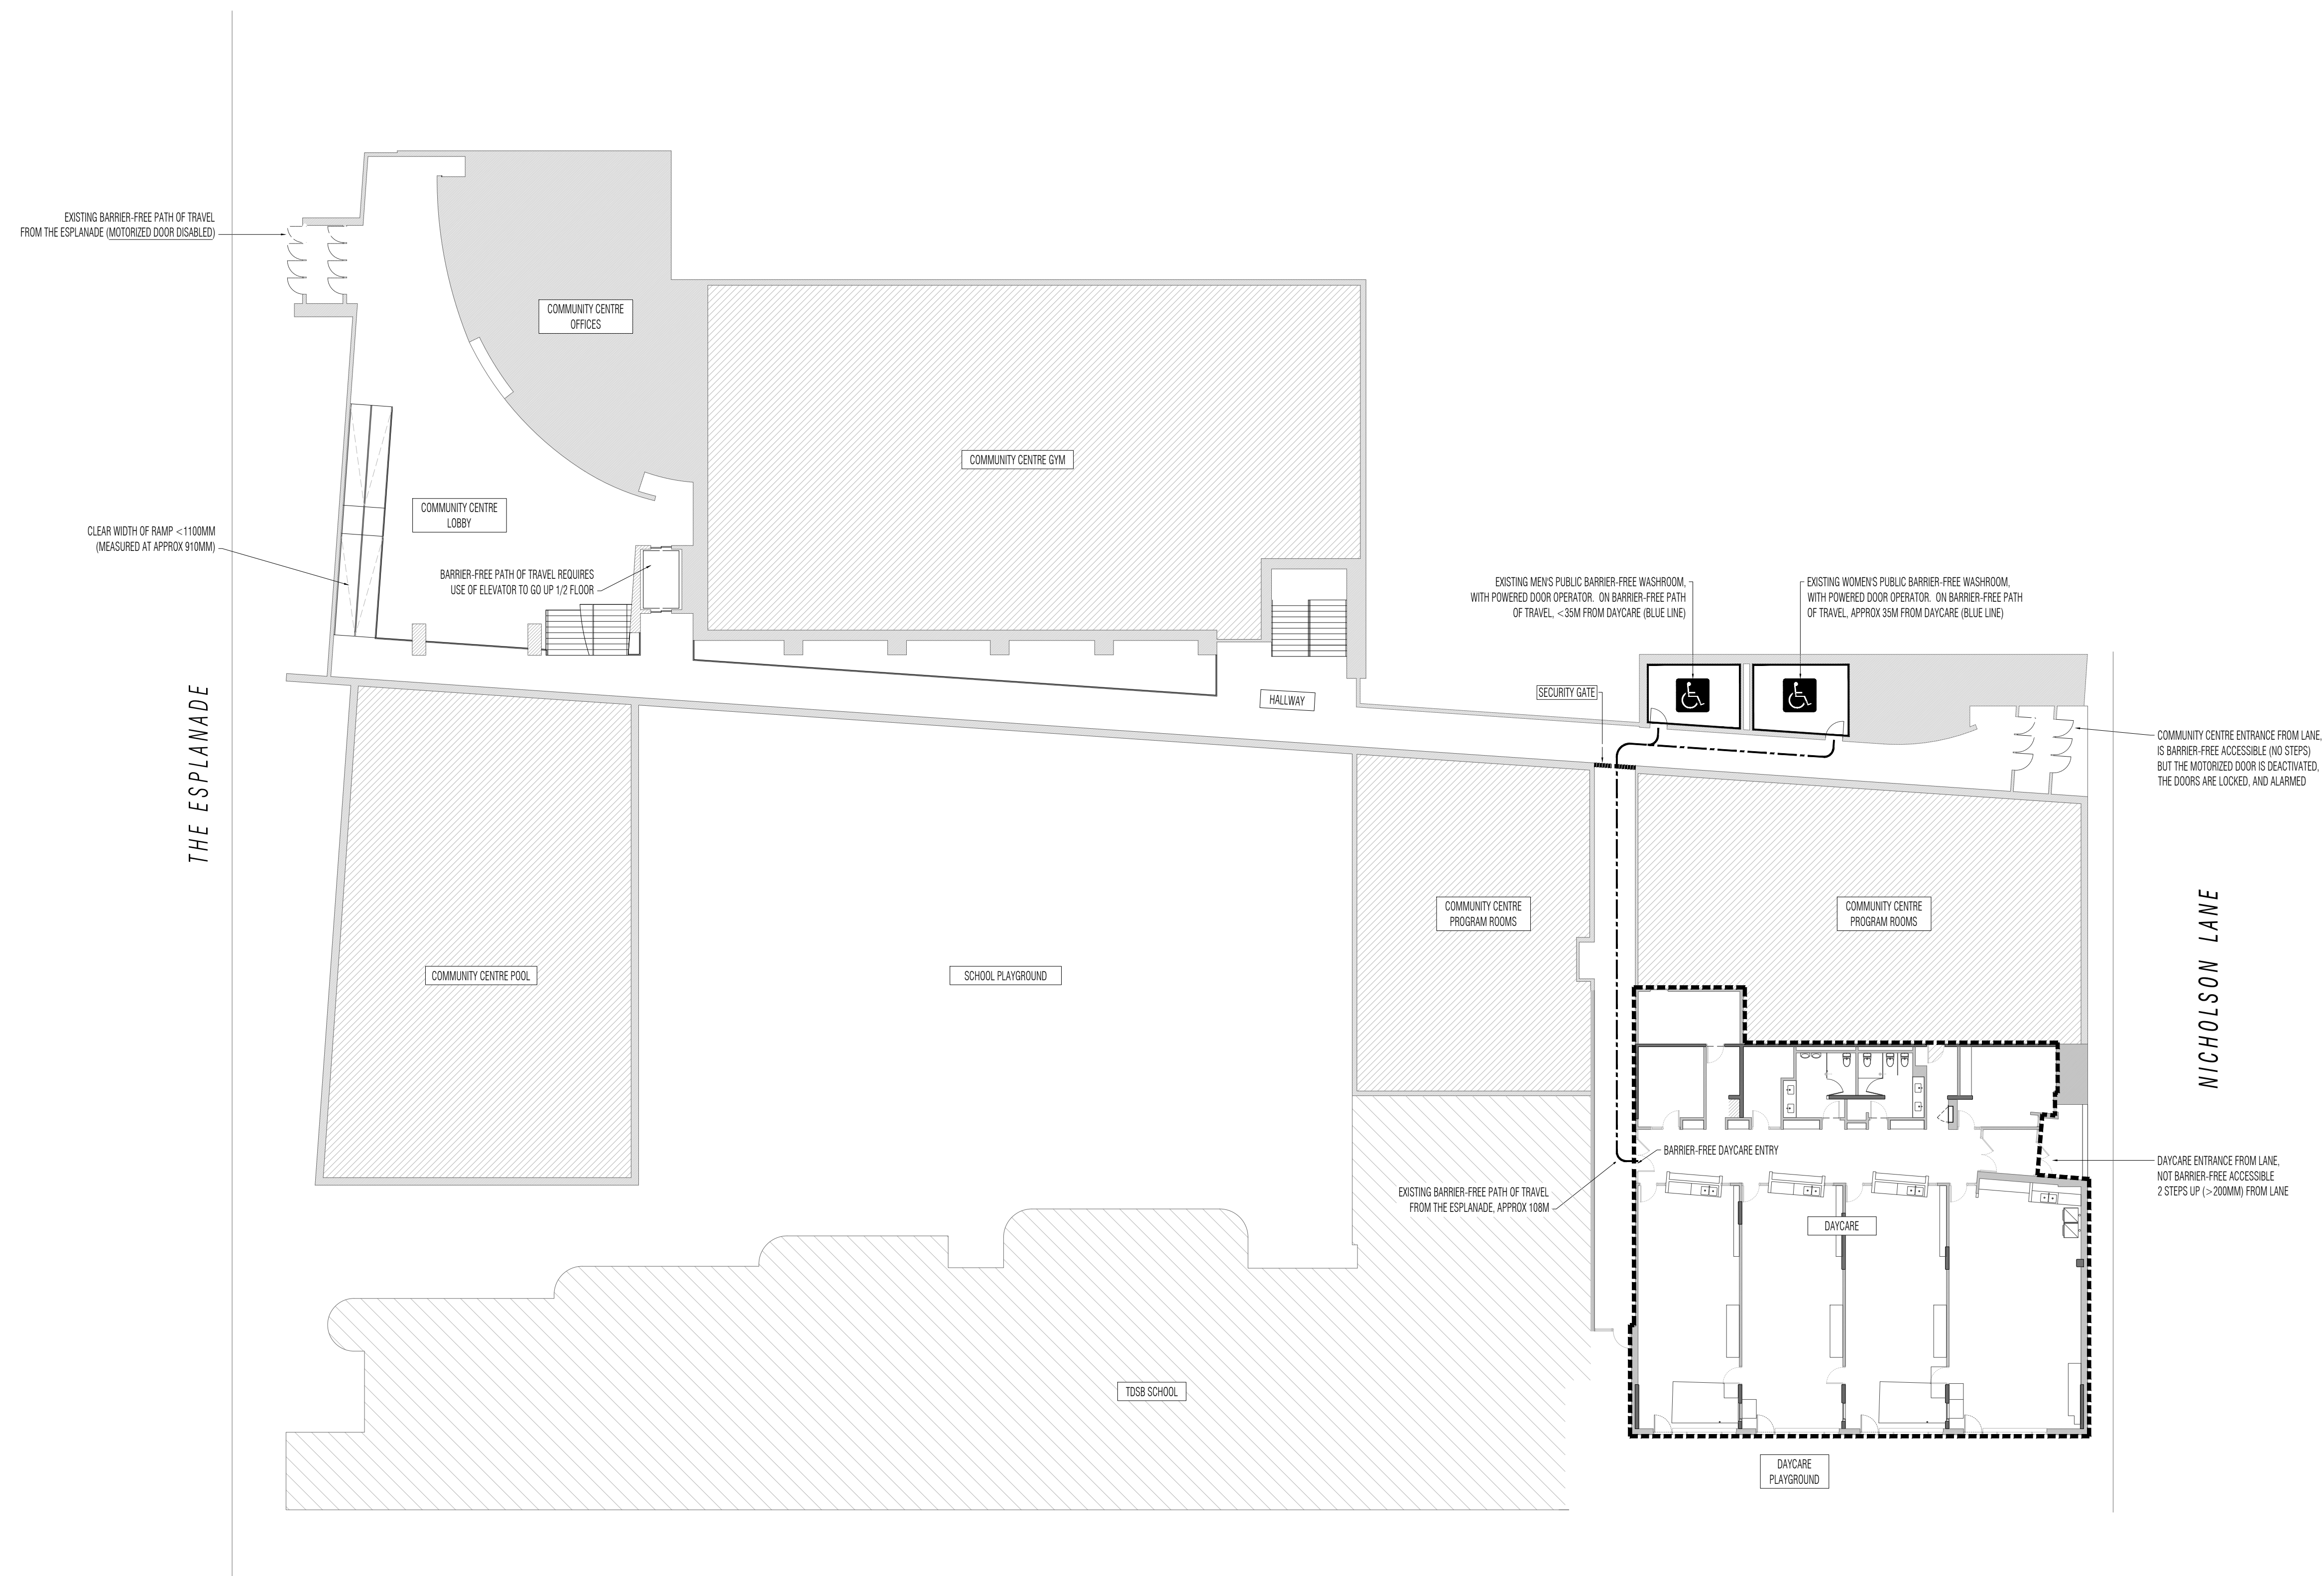 EXISTING BARRIER-FREE PATH OF TRAVEL
FROM THE ESPLANADE (MOTORIZED DOOR DISABLED)
COMMUNITY CENTRE
OFFICES
COMMUNITY CENTRE GYM
COMMUNITY CENTRE
LOBBY
CLEAR WIDTH OF RAMP <1100MM
(MEASURED AT APPROX 910MM)
BARRIER-FREE PATH OF TRAVEL REQUIRES
USE OF ELEVATOR TO GO UP 1/2 FLOOR
EXISTING MEN'S PUBLIC BARRIER-FREE WASHROOM,
WITH POWERED DOOR OPERATOR. ON BARRIER-FREE PATH
OF TRAVEL, <35M FROM DAYCARE (BLUE LINE)
EXISTING WOMEN'S PUBLIC BARRIER-FREE WASHROOM,
WITH POWERED DOOR OPERATOR. ON BARRIER-FREE PATH
OF TRAVEL, APPROX 35M FROM DAYCARE (BLUE LINE)
SECURITY GATE
HALLWAY
COMMUNITY CENTRE ENTRANCE FROM LANE,
IS BARRIER-FREE ACCESSIBLE (NO STEPS)
BUT THE MOTORIZED DOOR IS DEACTIVATED,
THE DOORS ARE LOCKED, AND ALARMED
THE ESPLANADE
COMMUNITY CENTRE
PROGRAM ROOMS
COMMUNITY CENTRE
PROGRAM ROOMS
NICHOLSON LANE
COMMUNITY CENTRE POOL
SCHOOL PLAYGROUND
BARRIER-FREE DAYCARE ENTRY
DAYCARE ENTRANCE FROM LANE,
NOT BARRIER-FREE ACCESSIBLE
2 STEPS UP (>200MM) FROM LANE
EXISTING BARRIER-FREE PATH OF TRAVEL
FROM THE ESPLANADE, APPROX 108M
DAYCARE
TDSB SCHOOL
DAYCARE
PLAYGROUND